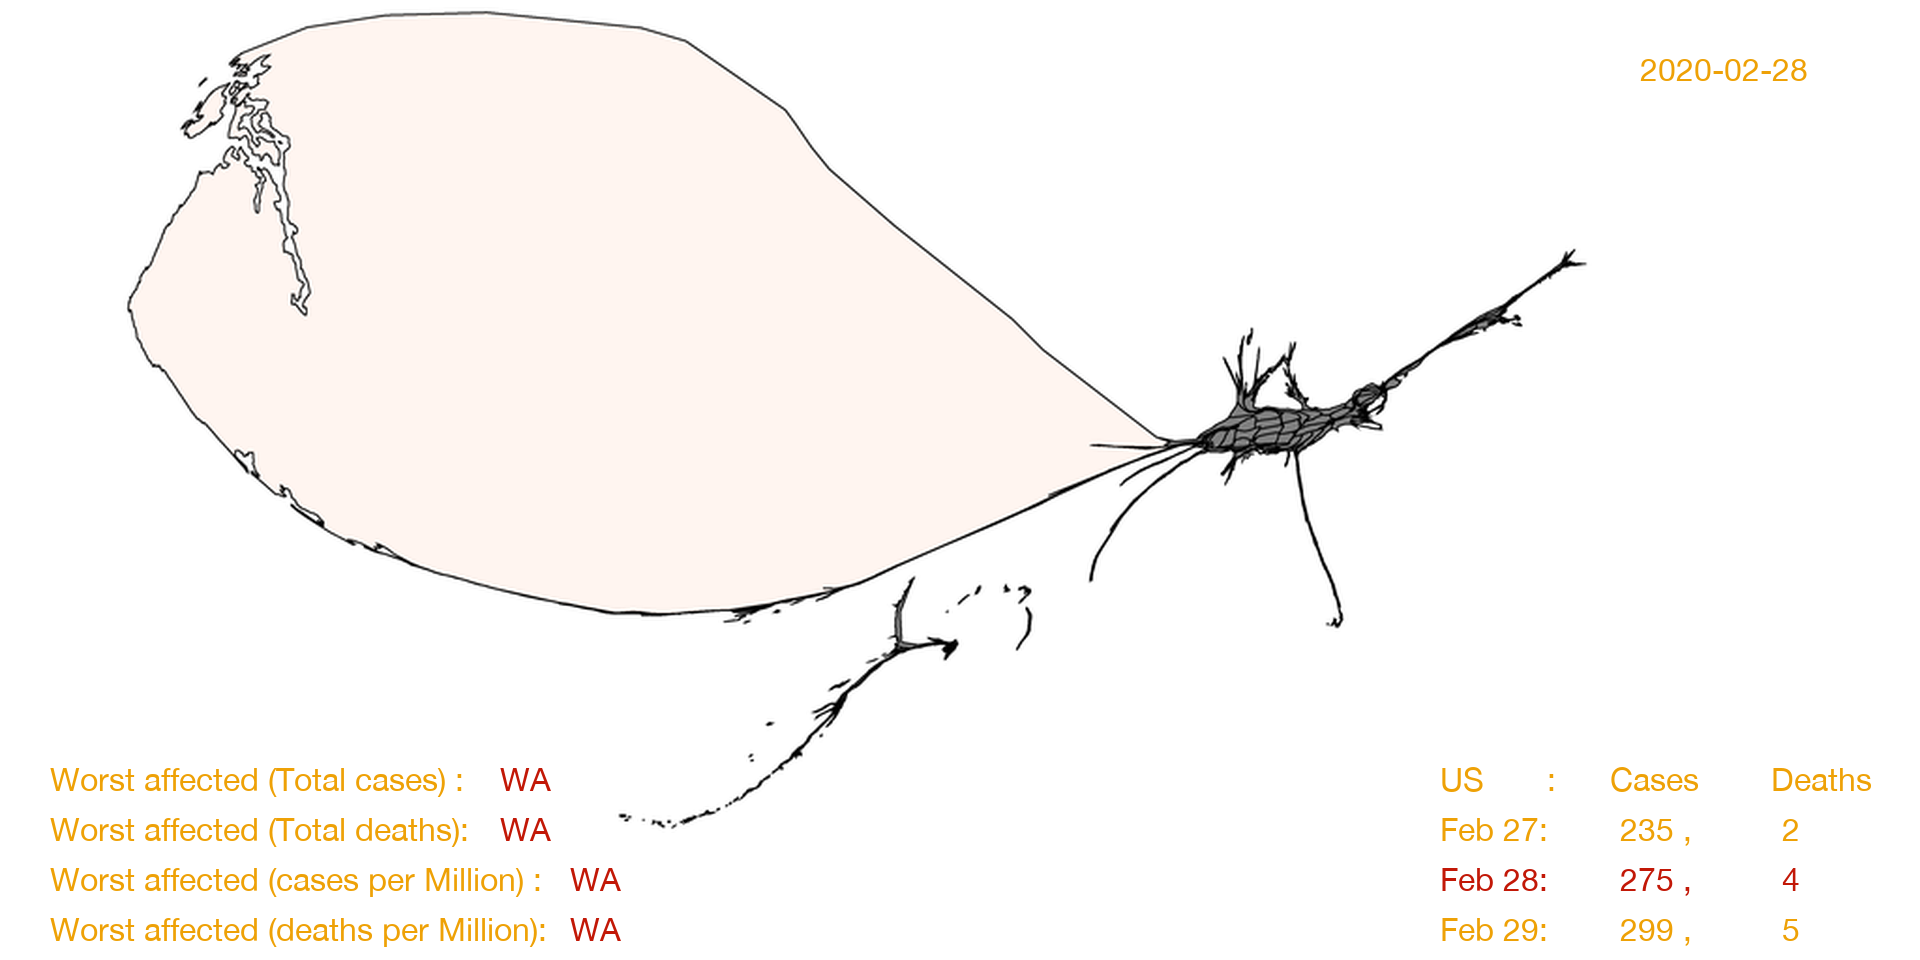 2020-02-28
Worst affected (Total cases) : WA
Worst affected (Total deaths): WA
Worst affected (cases per Million) : WA
Worst affected (deaths per Million): WA
US : Cases Deaths
Feb 27: 235 , 2
Feb 28: 275 , 4
Feb 29: 299 , 5